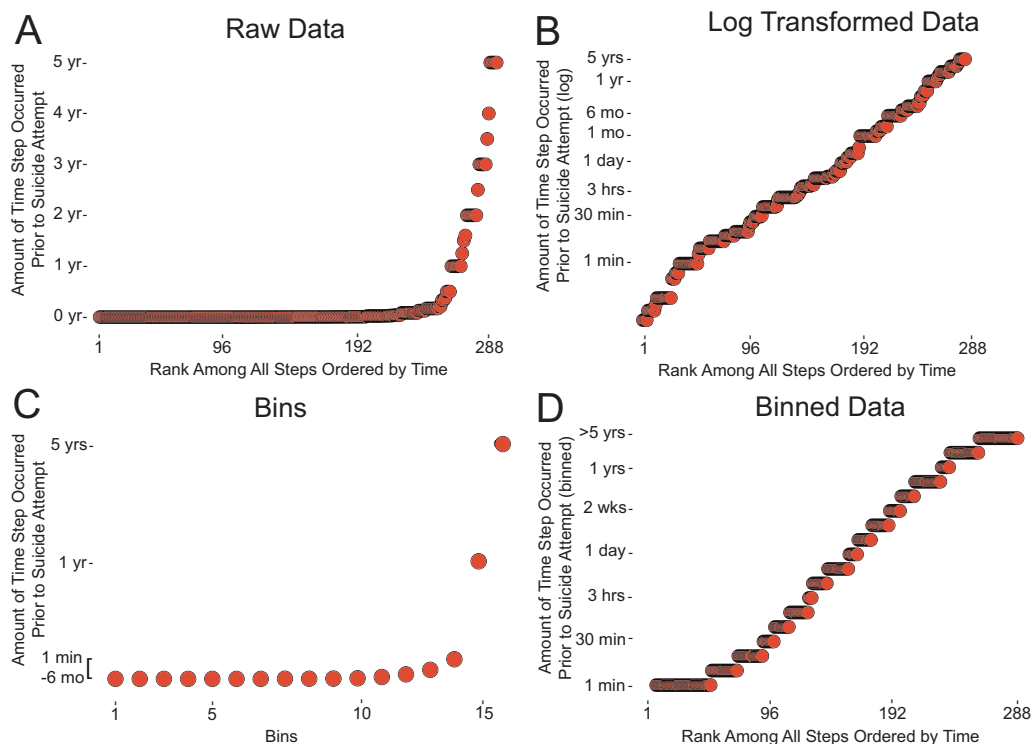 A
Raw Data
Amount of Time Step Occurred
Prior to Suicide Attempt
5 yr-
4 yr-
3 yr-
2 yr-
1 yr-
0 yr-
1
96
192
288
Rank Among All Steps Ordered by Time
B
Log Transformed Data
Amount of Time Step Occurred
Prior to Suicide Attempt (log)
5 yrs-
1 yr-
6 mo-
1 mo-
1 day-
3 hrs-
30 min-
1 min-
1
96
192
288
Rank Among All Steps Ordered by Time
C
Bins
Amount of Time Step Occurred
Prior to Suicide Attempt
5 yrs-
1 yr-
1 min
-6 mo
1
5
10
15
Bins
D
Binned Data
Amount of Time Step Occurred
Prior to Suicide Attempt (binned)
>5 yrs-
1 yrs-
2 wks-
1 day-
3 hrs-
30 min-
1 min-
1
96
192
288
Rank Among All Steps Ordered by Time